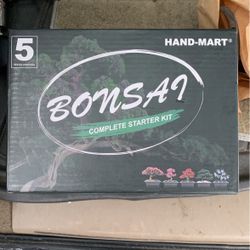 5
HAND-MART®
BONSAI
COMPLETE STARTER KIT